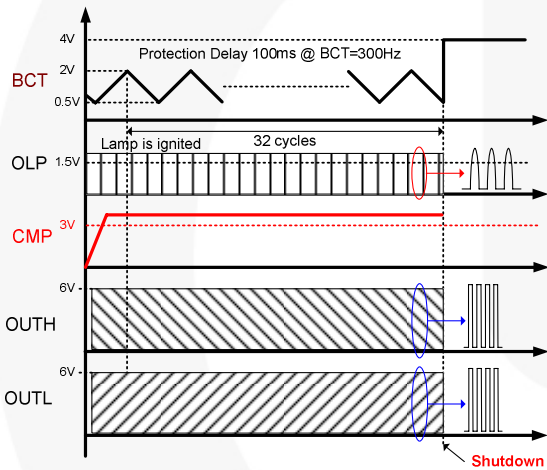 4V
Protection Delay 100ms @ BCT=300Hz
BCT
2V
0.5V
Lamp is ignited
32 cycles
OLP
1.5V
CMP
3V
6V
OUTH
6V
OUTL
Shutdown